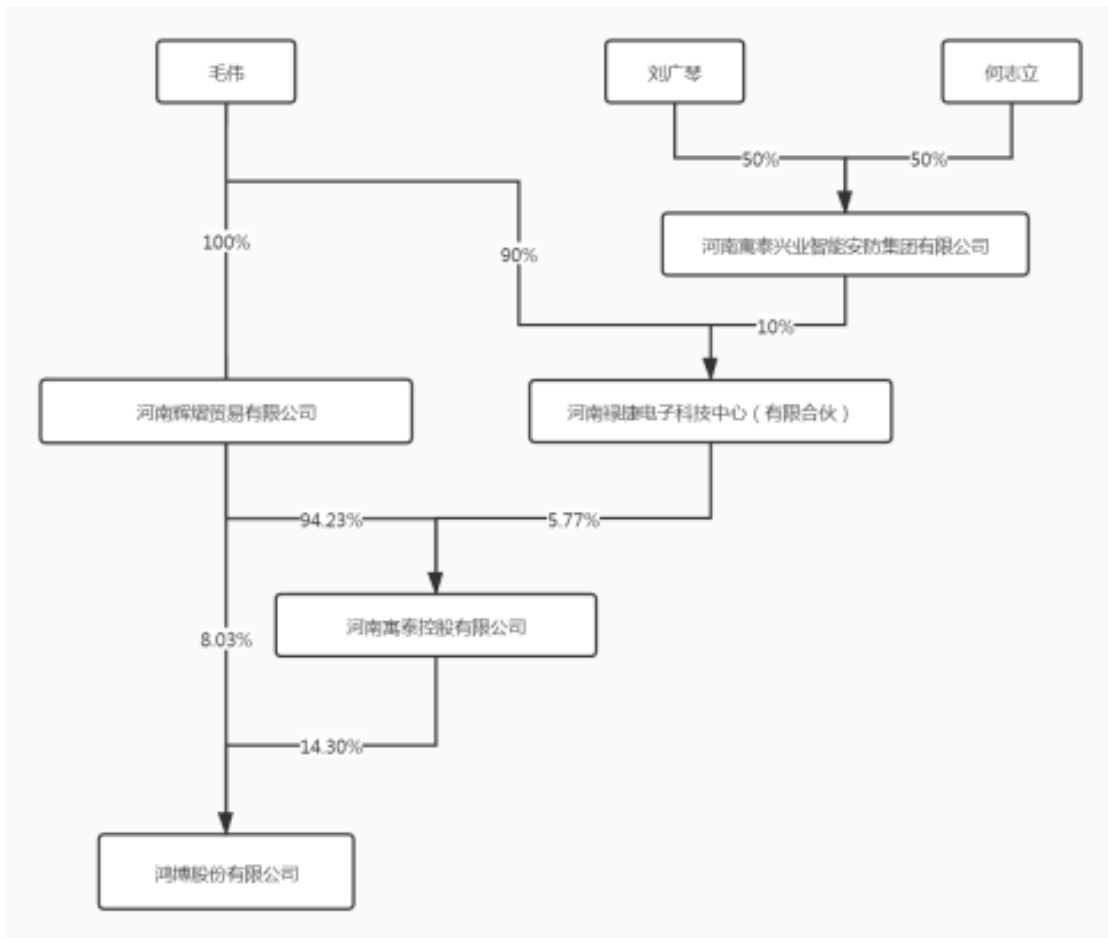 毛伟
刘广琴
何志立
50%
50%
100%
90%
河南寓泰兴业智能安防集团有限公司
10%
河南辉熠贸易有限公司
河南禄捷电子科技中心（有限合伙）
94.23%
5.77%
河南寓泰控股有限公司
8.03%
14.30%
鸿博股份有限公司